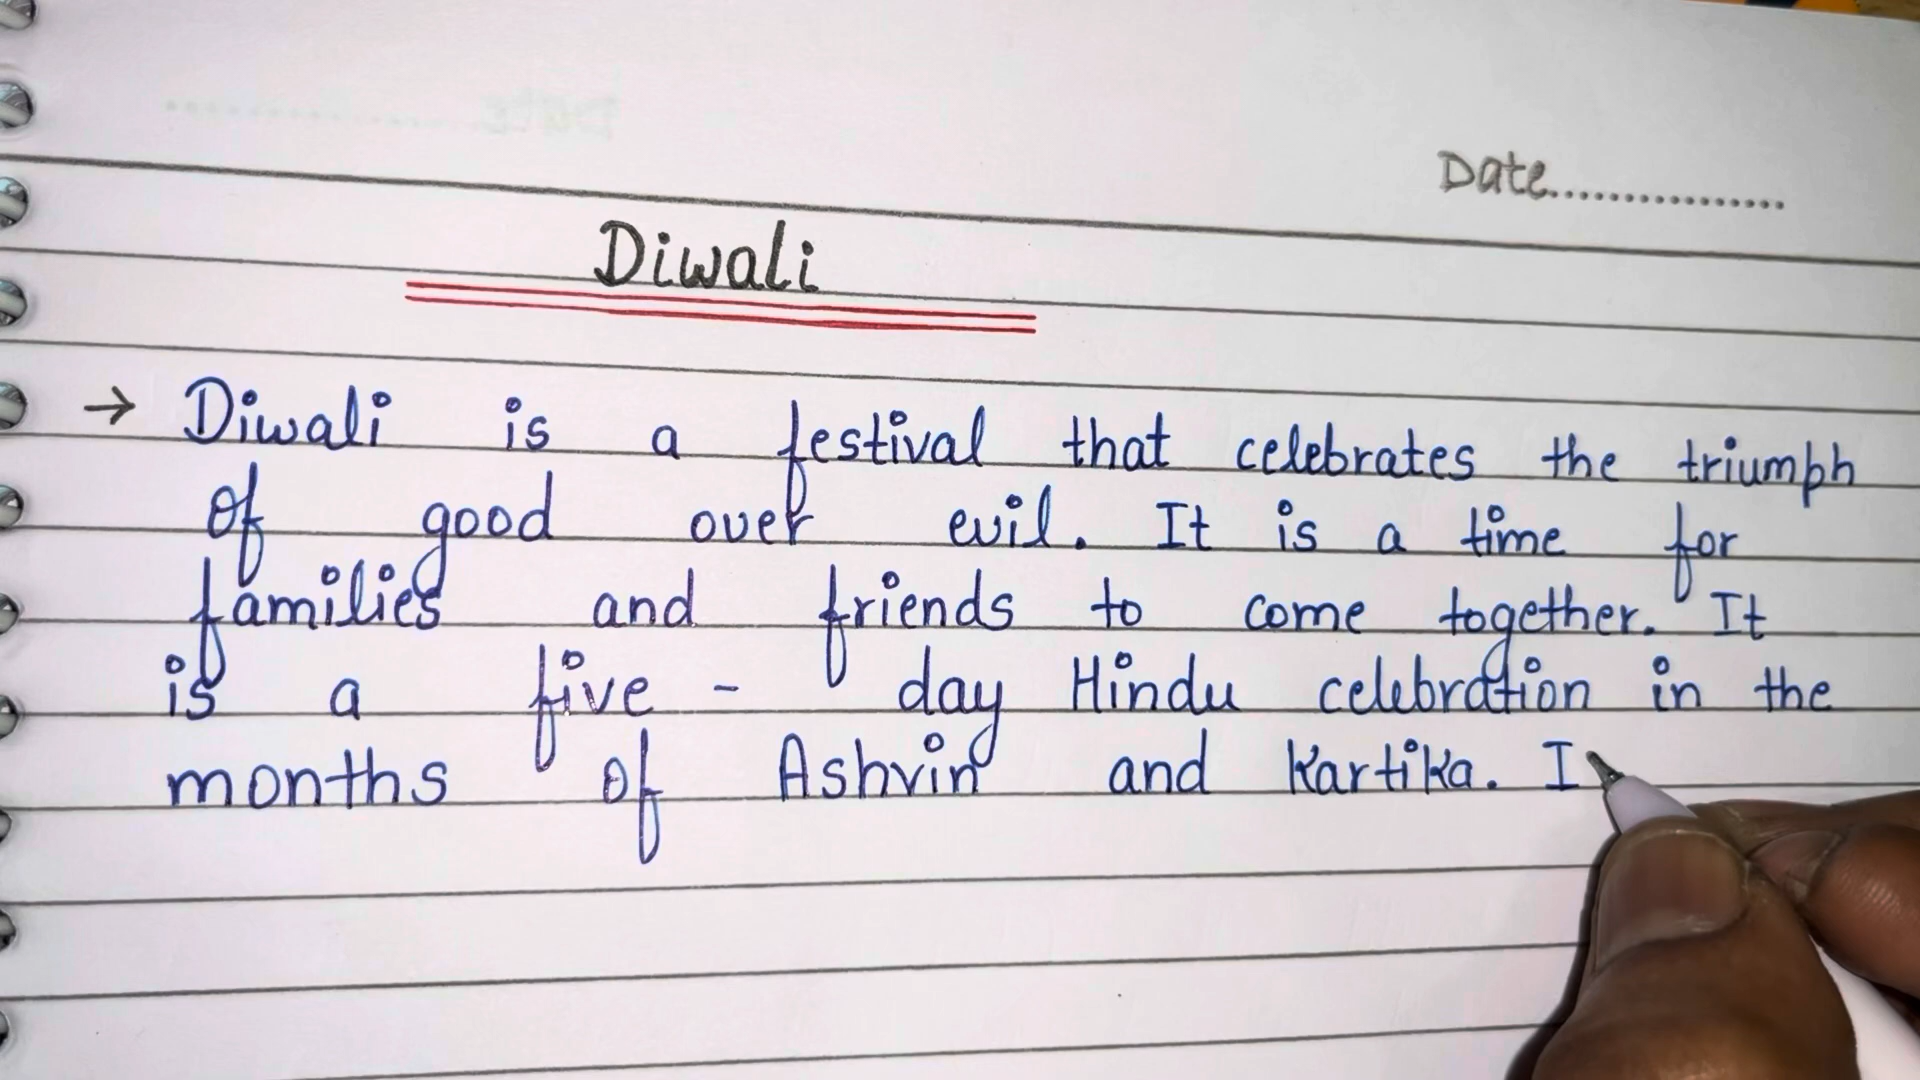 Date................
Diwali
→ Diwali is a festival that celebrates the triumph
of good over evil. It is a time for
families and friends to come together. It
is a five - day Hindu celebration in the
months of Ashvin and Kartika. I